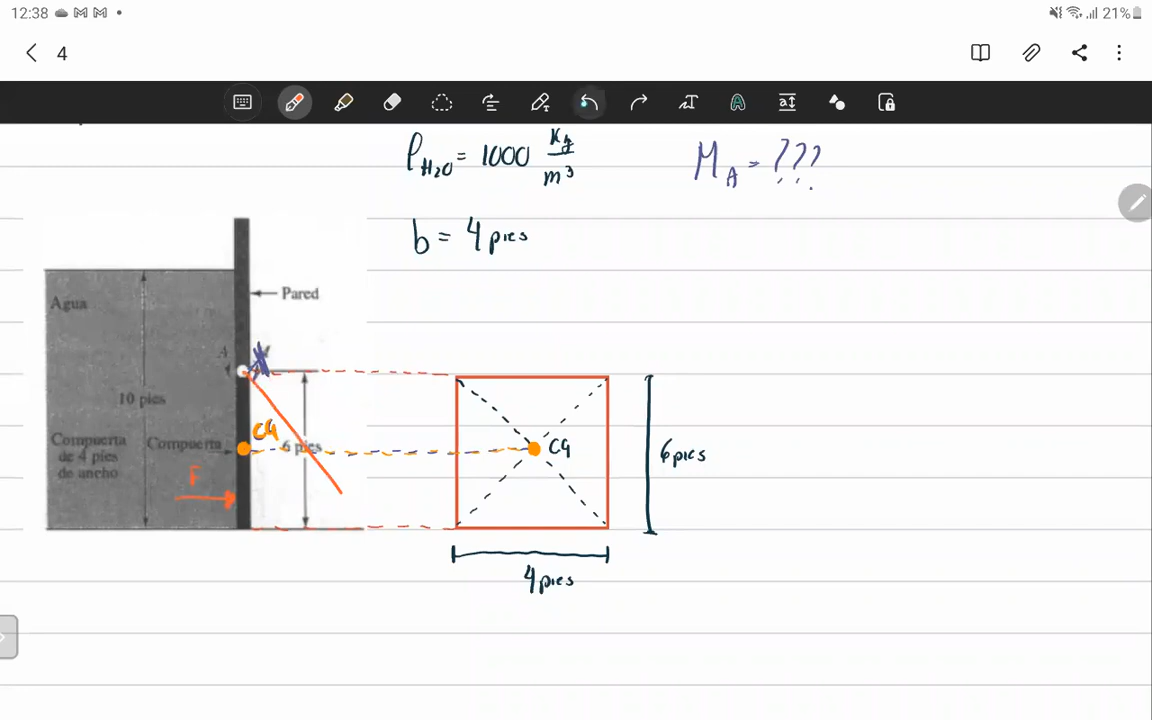 12:38
21%
4
ρH₂O = 1000 Kg/m³
M_A = ???
b = 4 pies
Agua
Pared
A
10 pies
CG
Compuerta de 4 pies de ancho
Compuerta
6 pies
F
CG
6 pies
4 pies